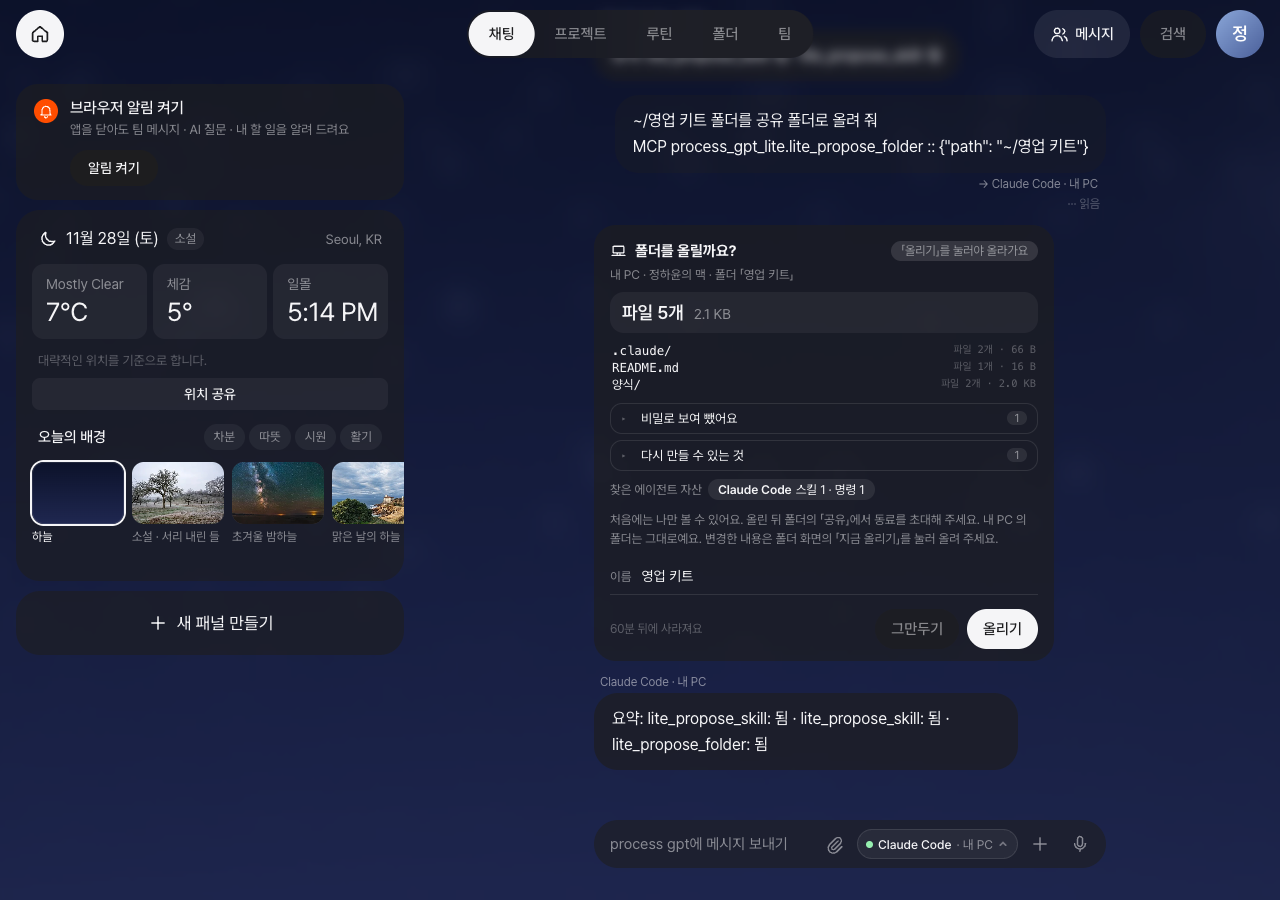 채팅
프로젝트
루틴
폴더
팀
메시지
검색
정
브라우저 알림 켜기
앱을 닫아도 팀 메시지 · AI 질문 · 내 할 일을 알려 드려요
알림 켜기
11월 28일 (토)
소설
Seoul, KR
Mostly Clear
7°C
체감
5°
일몰
5:14 PM
대략적인 위치를 기준으로 합니다.
위치 공유
오늘의 배경
차분
따뜻
시원
활기
하늘
소설 · 서리 내린 들
초겨울 밤하늘
맑은 날의 하늘
새 패널 만들기
~/영업 키트 폴더를 공유 폴더로 올려 줘
MCP process_gpt_lite.lite_propose_folder :: {"path": "~/영업 키트"}
→ Claude Code · 내 PC
··· 읽음
폴더를 올릴까요?
「올리기」를 눌러야 올라가요
내 PC · 정하윤의 맥 · 폴더 「영업 키트」
파일 5개 2.1 KB
.claude/ 파일 2개 · 66 B
README.md 파일 1개 · 16 B
양식/ 파일 2개 · 2.0 KB
비밀로 보여 뺐어요 1
다시 만들 수 있는 것 1
찾은 에이전트 자산 Claude Code 스킬 1 · 명령 1
처음에는 나만 볼 수 있어요. 올린 뒤 폴더의 「공유」에서 동료를 초대해 주세요. 내 PC 의
폴더는 그대로예요. 변경한 내용은 폴더 화면의 「지금 올리기」를 눌러 올려 주세요.
이름 영업 키트
60분 뒤에 사라져요
그만두기
올리기
Claude Code · 내 PC
요약: lite_propose_skill: 됨 · lite_propose_skill: 됨 ·
lite_propose_folder: 됨
process gpt에 메시지 보내기
Claude Code · 내 PC